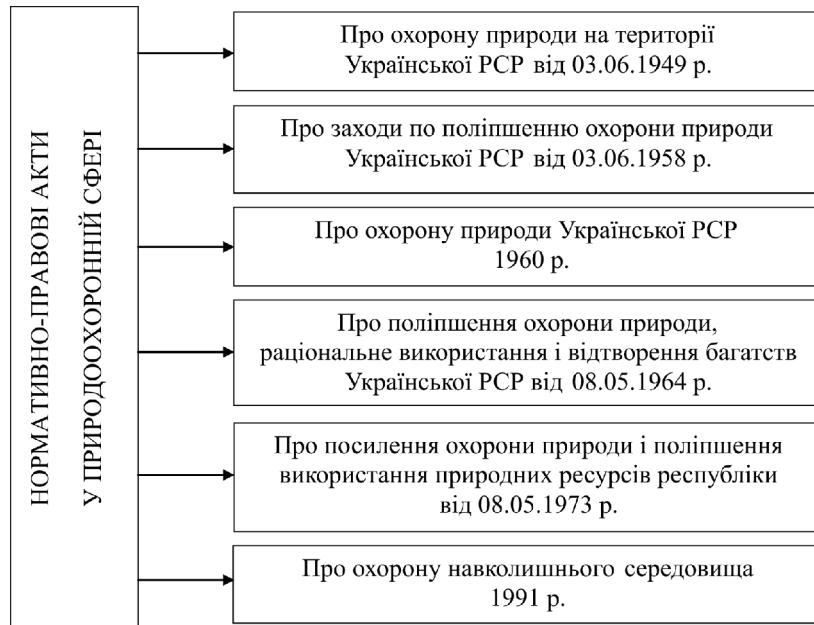 НОРМАТИВНО-ПРАВОВІ АКТИ
У ПРИРОДООХОРОННІЙ СФЕРІ
Про охорону природи на території
Української РСР від 03.06.1949 р.
Про заходи по поліпшенню охорони природи
Української РСР від 03.06.1958 р.
Про охорону природи Української РСР
1960 р.
Про поліпшення охорони природи,
раціональне використання і відтворення багатств
Української РСР від 08.05.1964 р.
Про посилення охорони природи і поліпшення
використання природних ресурсів республіки
від 08.05.1973 р.
Про охорону навколишнього середовища
1991 р.